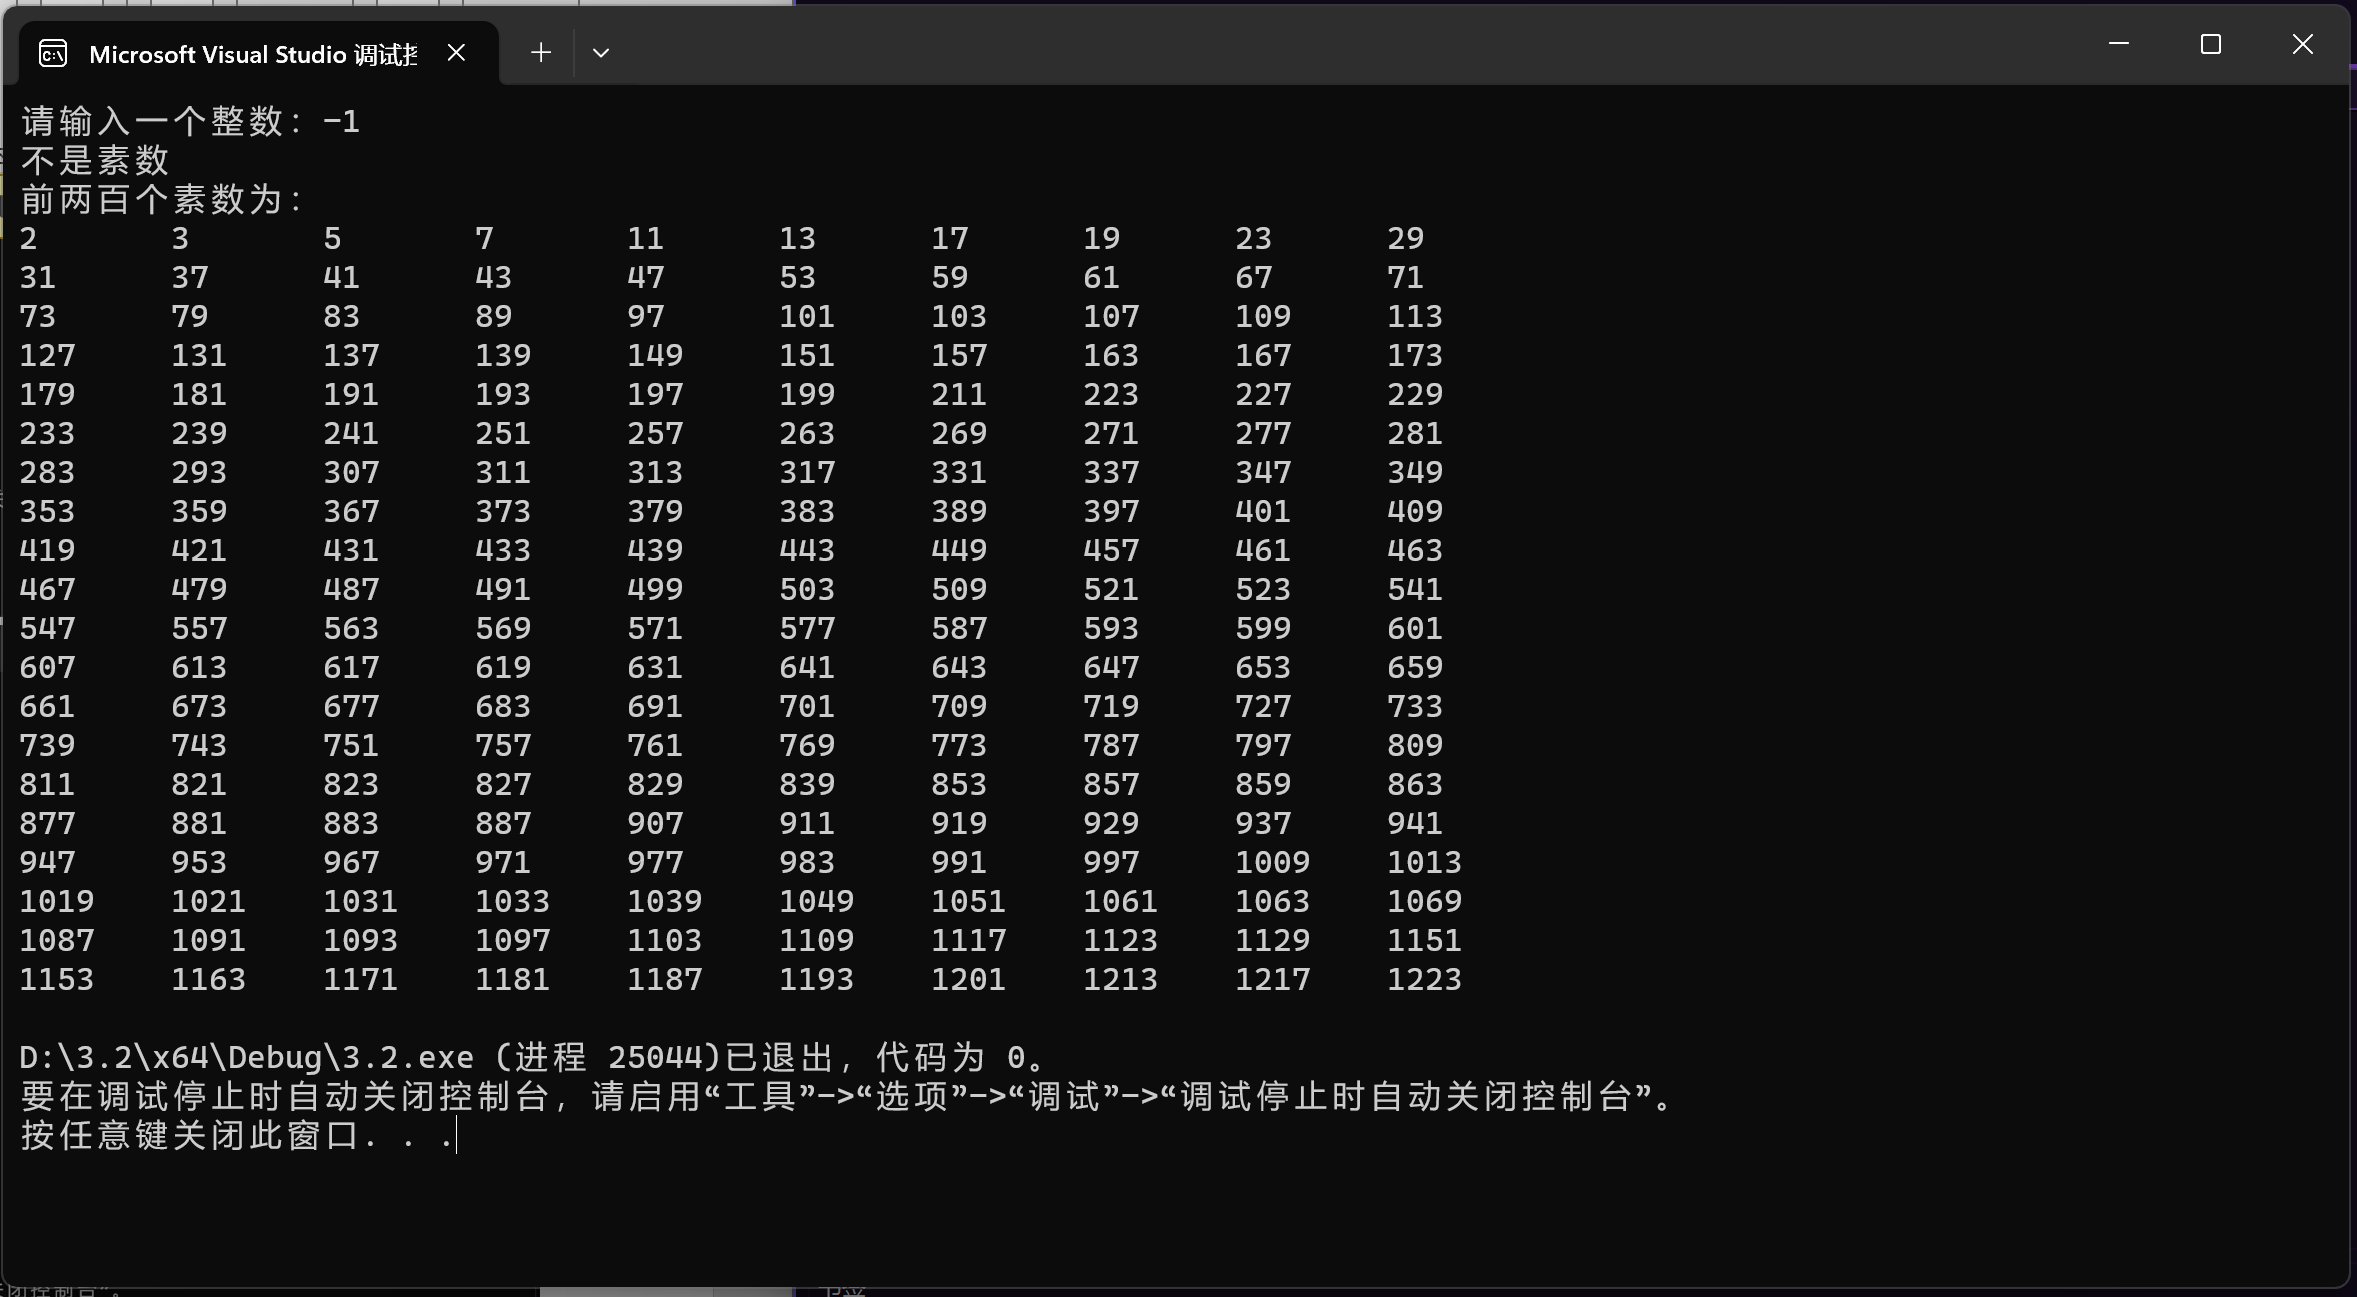 Microsoft Visual Studio 调试控
请输入一个整数：-1
不是素数
前两百个素数为：
2 3 5 7 11 13 17 19 23 29
31 37 41 43 47 53 59 61 67 71
73 79 83 89 97 101 103 107 109 113
127 131 137 139 149 151 157 163 167 173
179 181 191 193 197 199 211 223 227 229
233 239 241 251 257 263 269 271 277 281
283 293 307 311 313 317 331 337 347 349
353 359 367 373 379 383 389 397 401 409
419 421 431 433 439 443 449 457 461 463
467 479 487 491 499 503 509 521 523 541
547 557 563 569 571 577 587 593 599 601
607 613 617 619 631 641 643 647 653 659
661 673 677 683 691 701 709 719 727 733
739 743 751 757 761 769 773 787 797 809
811 821 823 827 829 839 853 857 859 863
877 881 883 887 907 911 919 929 937 941
947 953 967 971 977 983 991 997 1009 1013
1019 1021 1031 1033 1039 1049 1051 1061 1063 1069
1087 1091 1093 1097 1103 1109 1117 1123 1129 1151
1153 1163 1171 1181 1187 1193 1201 1213 1217 1223
D:\3.2\x64\Debug\3.2.exe (进程 25044)已退出，代码为 0。
要在调试停止时自动关闭控制台，请启用“工具”->“选项”->“调试”->“调试停止时自动关闭控制台”。
按任意键关闭此窗口. . .